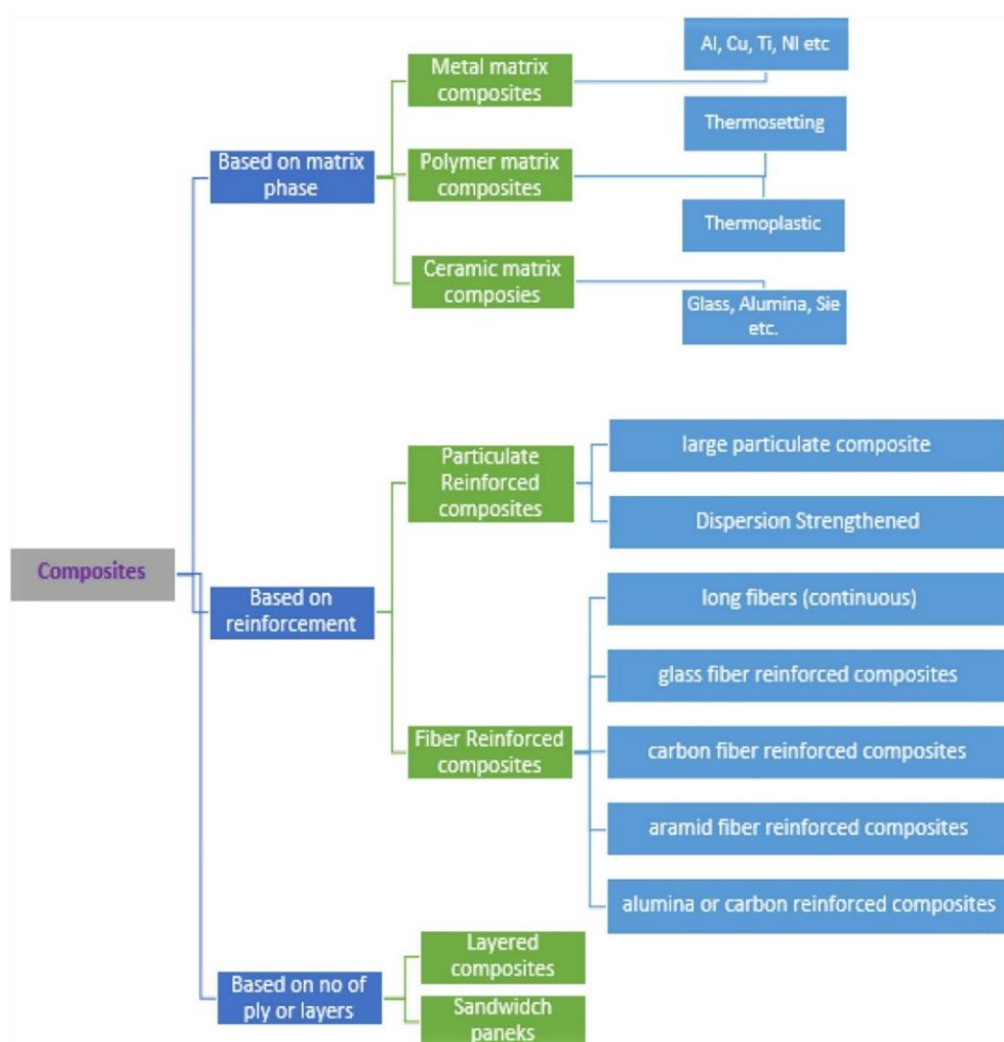 Composites
Based on matrix
phase
Metal matrix
composites
Al, Cu, Ti, NI etc
Polymer matrix
composites
Thermosetting
Thermoplastic
Ceramic matrix
composies
Glass, Alumina, Sie
etc.
Based on
reinforcement
Particulate
Reinforced
composites
large particulate composite
Dispersion Strengthened
Fiber Reinforced
composites
long fibers (continuous)
glass fiber reinforced composites
carbon fiber reinforced composites
aramid fiber reinforced composites
alumina or carbon reinforced composites
Based on no of
ply or layers
Layered
composites
Sandwidch
paneks